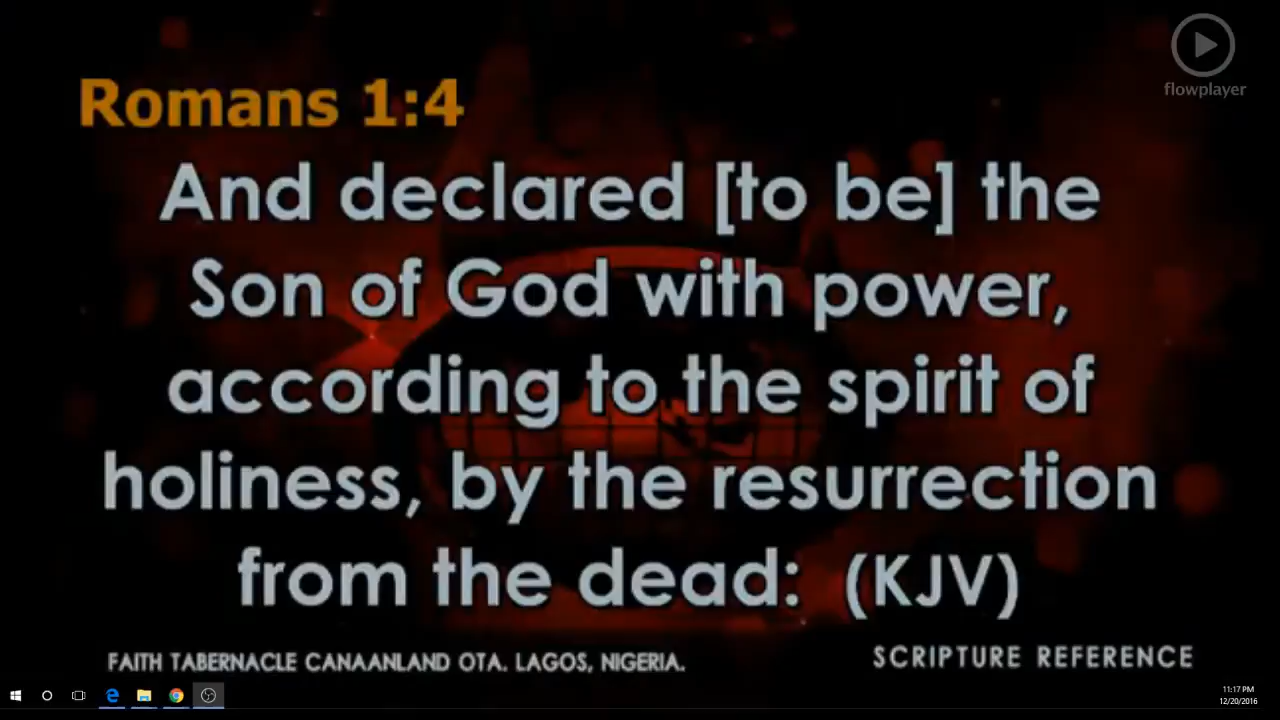 flowplayer
Romans 1:4
And declared [to be] the
Son of God with power,
according to the spirit of
holiness, by the resurrection
from the dead: (KJV)
FAITH TABERNACLE CANAANLAND OTA. LAGOS, NIGERIA.
SCRIPTURE REFERENCE
11:17 PM
12/20/2016